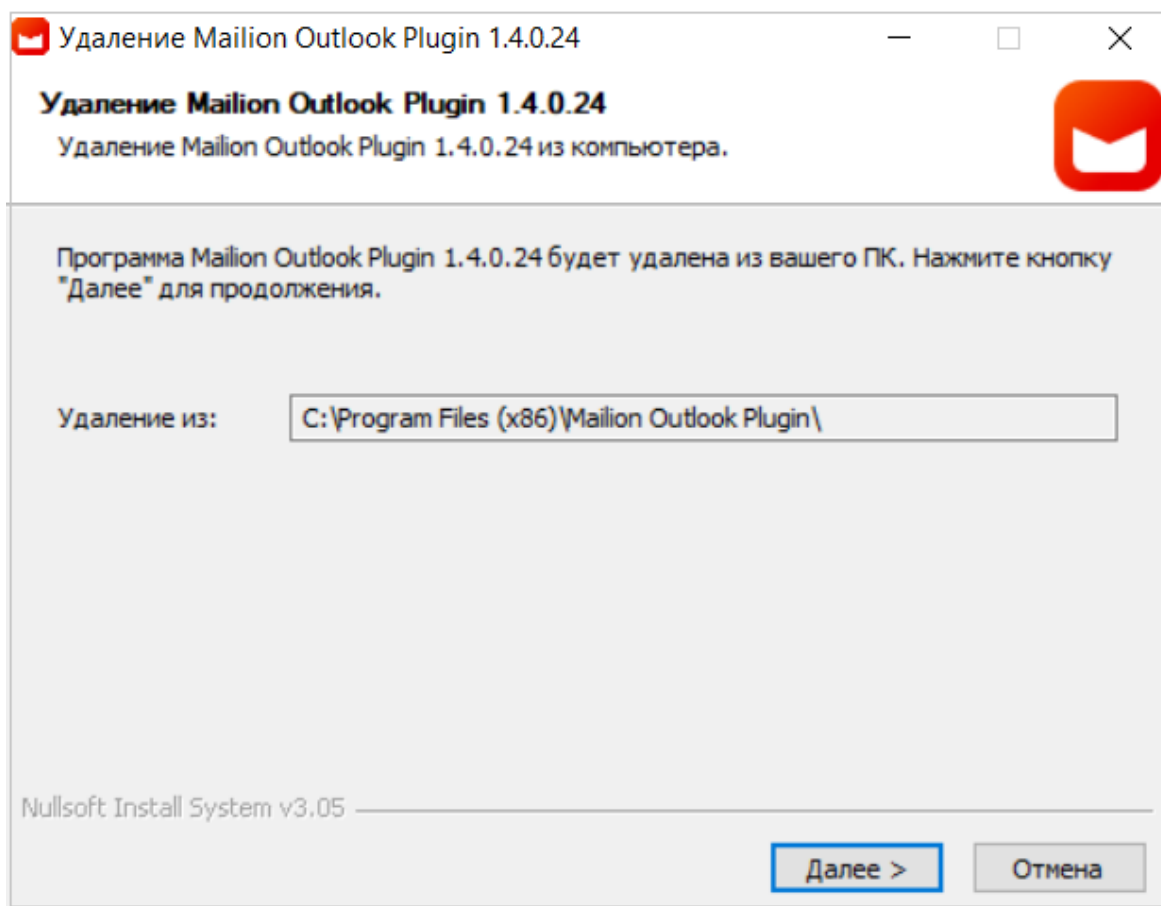 Удаление Mailion Outlook Plugin 1.4.0.24
Удаление Mailion Outlook Plugin 1.4.0.24
Удаление Mailion Outlook Plugin 1.4.0.24 из компьютера.
Программа Mailion Outlook Plugin 1.4.0.24 будет удалена из вашего ПК. Нажмите кнопку
"Далее" для продолжения.
Удаление из: C:\Program Files (x86)\Mailion Outlook Plugin\
Nullsoft Install System v3.05
Далее > Отмена